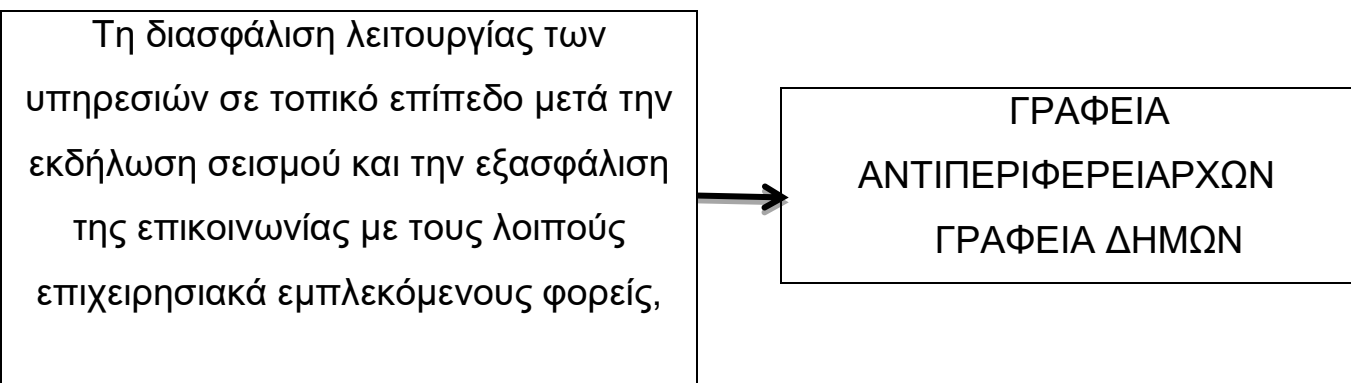 Τη διασφάλιση λειτουργίας των
υπηρεσιών σε τοπικό επίπεδο μετά την
εκδήλωση σεισμού και την εξασφάλιση
της επικοινωνίας με τους λοιπούς
επιχειρησιακά εμπλεκόμενους φορείς,
ΓΡΑΦΕΙΑ
ΑΝΤΙΠΕΡΙΦΕΡΕΙΑΡΧΩΝ
ΓΡΑΦΕΙΑ ΔΗΜΩΝ